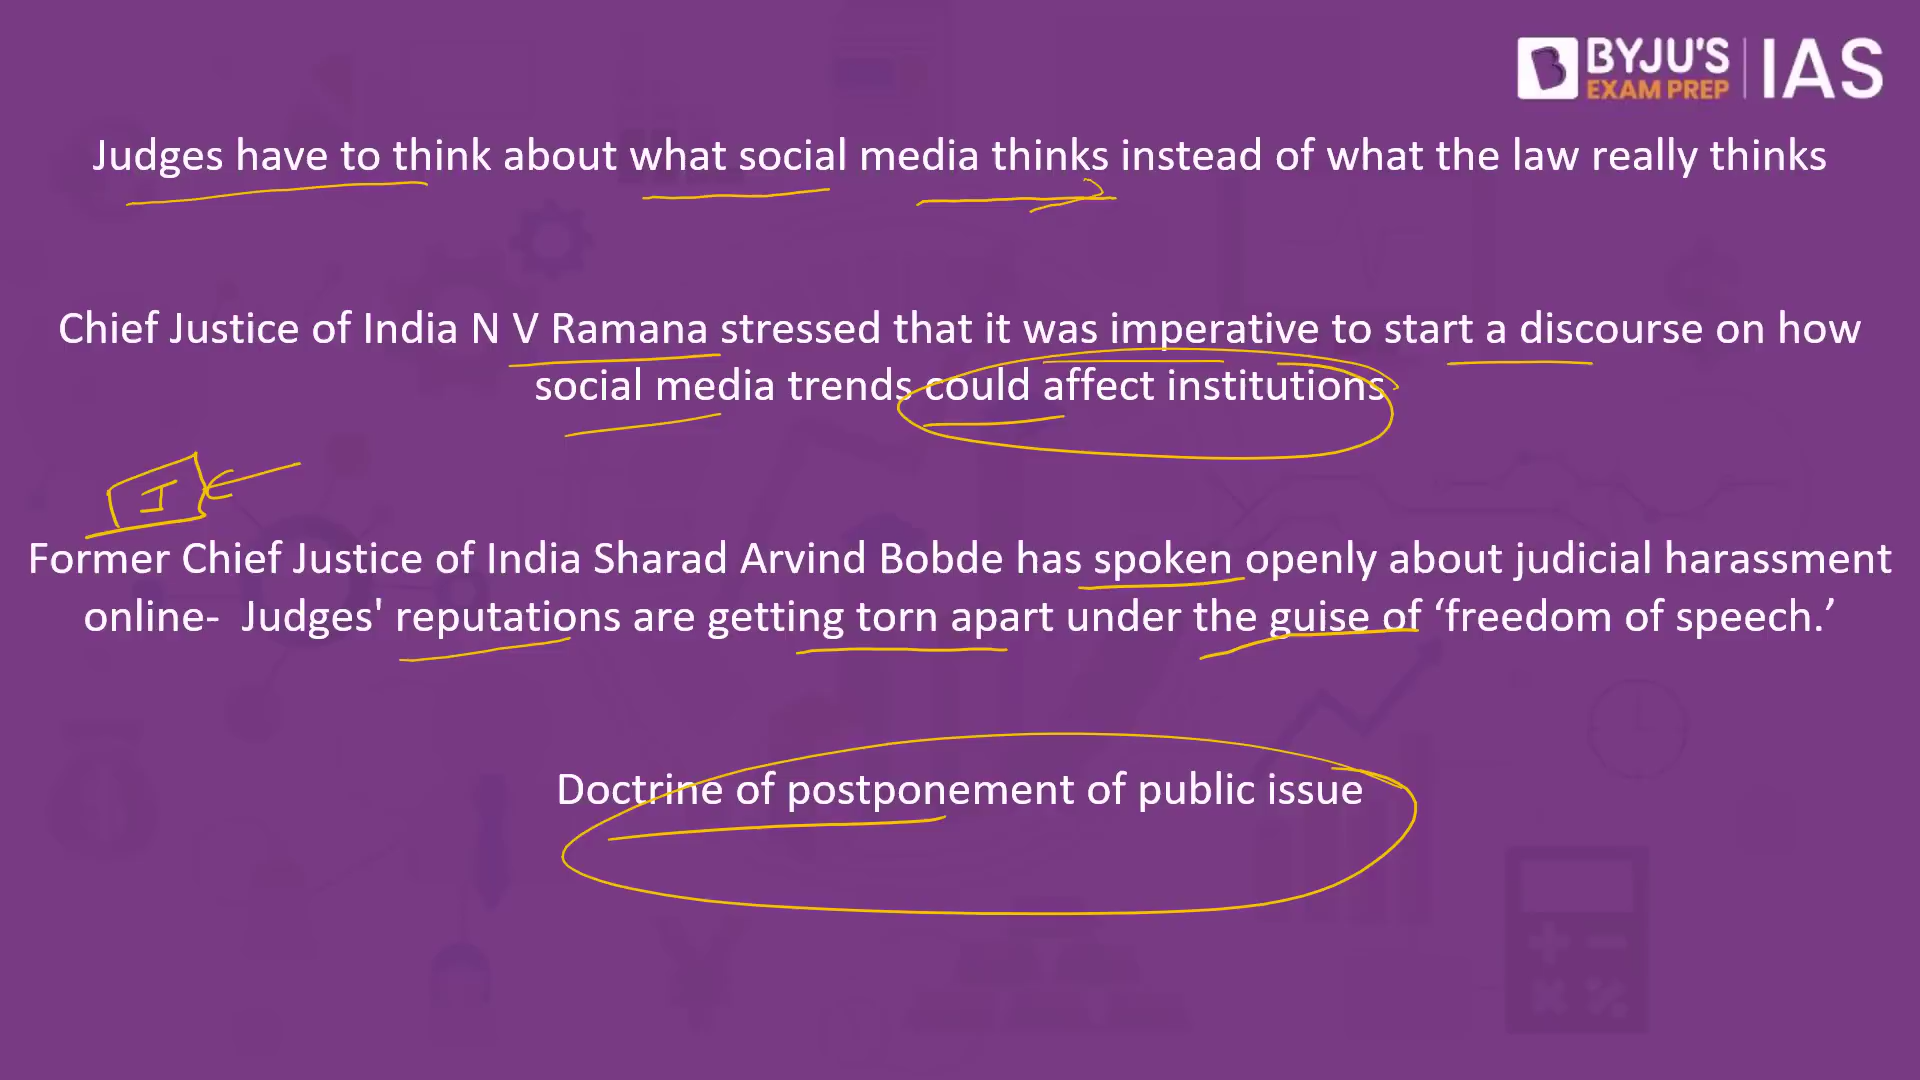 BYJU'S
EXAM PREP
IAS
Judges have to think about what social media thinks instead of what the law really thinks
Chief Justice of India N V Ramana stressed that it was imperative to start a discourse on how
social media trends could affect institutions
I
Former Chief Justice of India Sharad Arvind Bobde has spoken openly about judicial harassment
online- Judges' reputations are getting torn apart under the guise of ‘freedom of speech.’
Doctrine of postponement of public issue